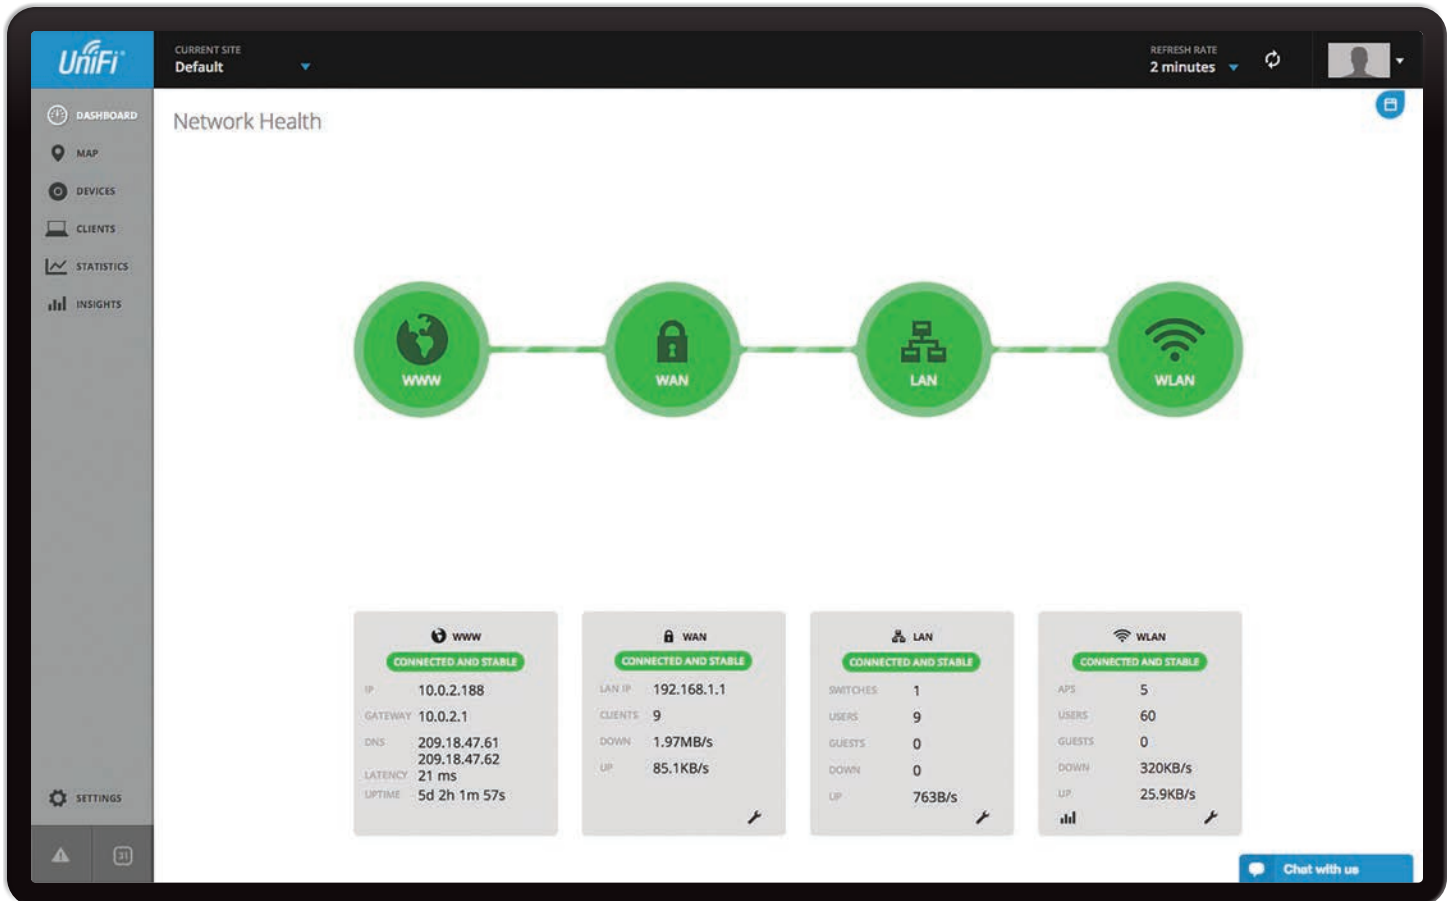 UniFi
CURRENT SITE
Default
REFRESH RATE
2 minutes
DASHBOARD
MAP
DEVICES
CLIENTS
STATISTICS
INSIGHTS
SETTINGS
31
Network Health
WWW
WAN
LAN
WLAN
WWW
CONNECTED AND STABLE
IP 10.0.2.188
GATEWAY 10.0.2.1
DNS 209.18.47.61
209.18.47.62
LATENCY 21 ms
UPTIME 5d 2h 1m 57s
WAN
CONNECTED AND STABLE
LAN IP 192.168.1.1
CLIENTS 9
DOWN 1.97MB/s
UP 85.1KB/s
LAN
CONNECTED AND STABLE
SWITCHES 1
USERS 9
GUESTS 0
DOWN 0
UP 763B/s
WLAN
CONNECTED AND STABLE
APS 5
USERS 60
GUESTS 0
DOWN 320KB/s
UP 25.9KB/s
Chat with us